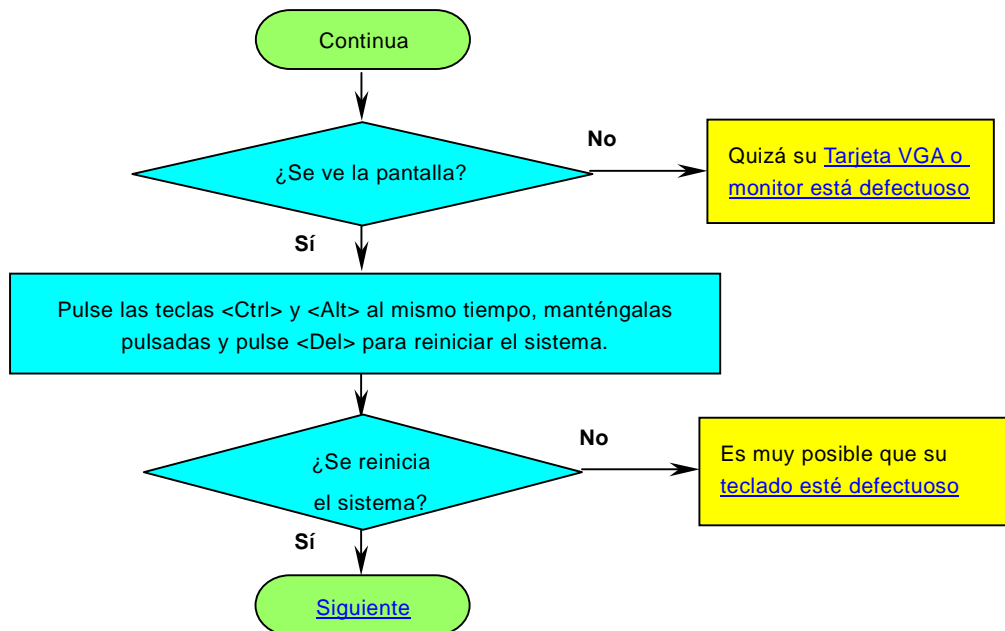 Continua
¿Se ve la pantalla?
No
Quizá su Tarjeta VGA o
monitor está defectuoso
Sí
Pulse las teclas <Ctrl> y <Alt> al mismo tiempo, manténgalas
pulsadas y pulse <Del> para reiniciar el sistema.
¿Se reinicia
el sistema?
No
Es muy posible que su
teclado esté defectuoso
Sí
Siguiente